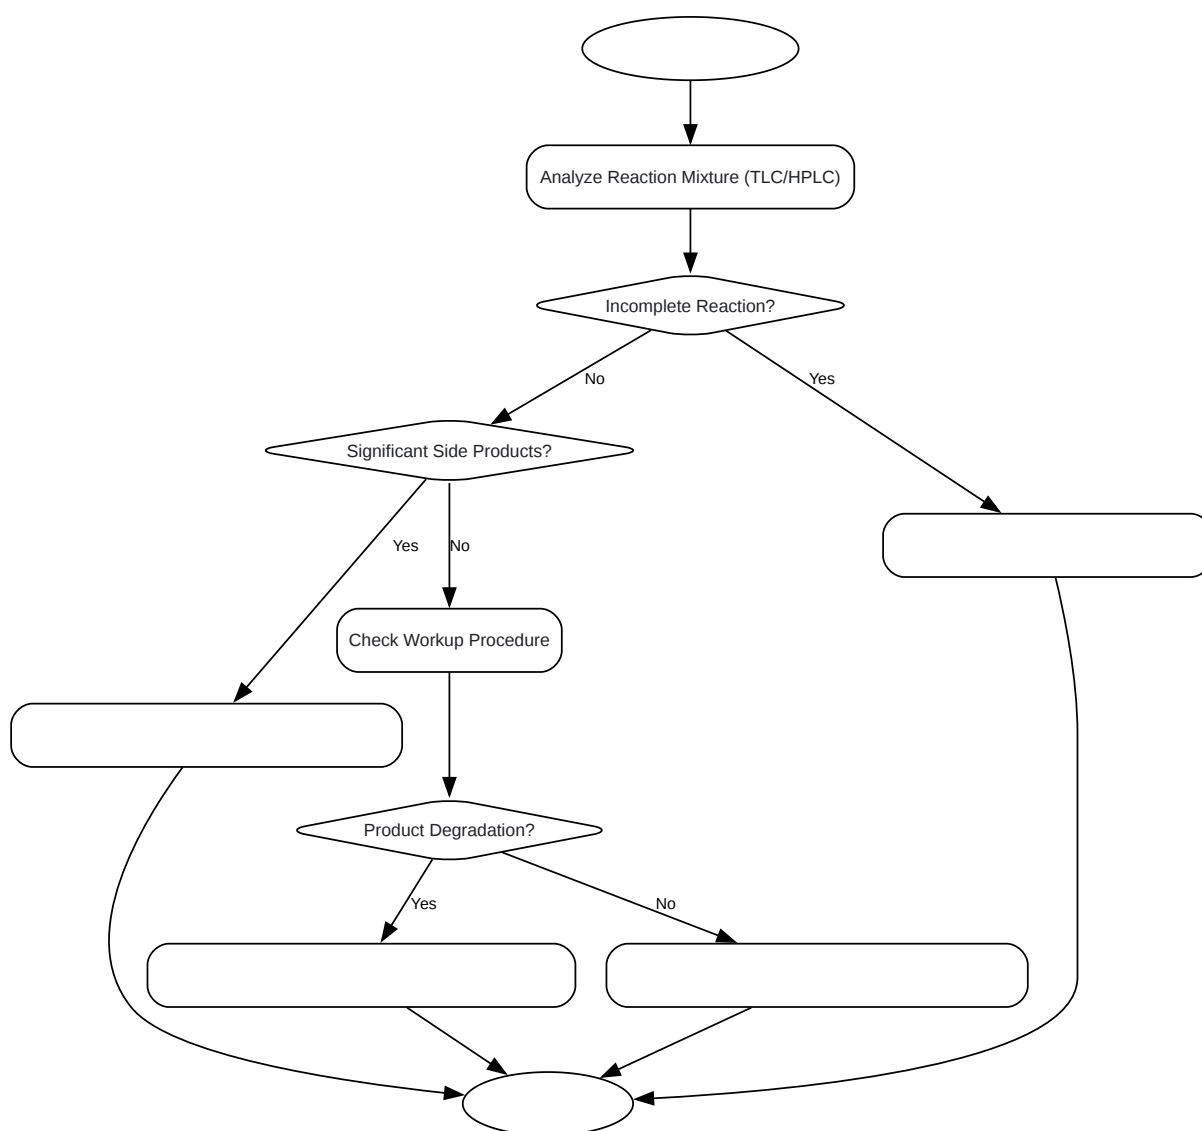 Analyze Reaction Mixture (TLC/HPLC)
Incomplete Reaction?
No
Yes
Significant Side Products?
Yes
No
Check Workup Procedure
Product Degradation?
Yes
No